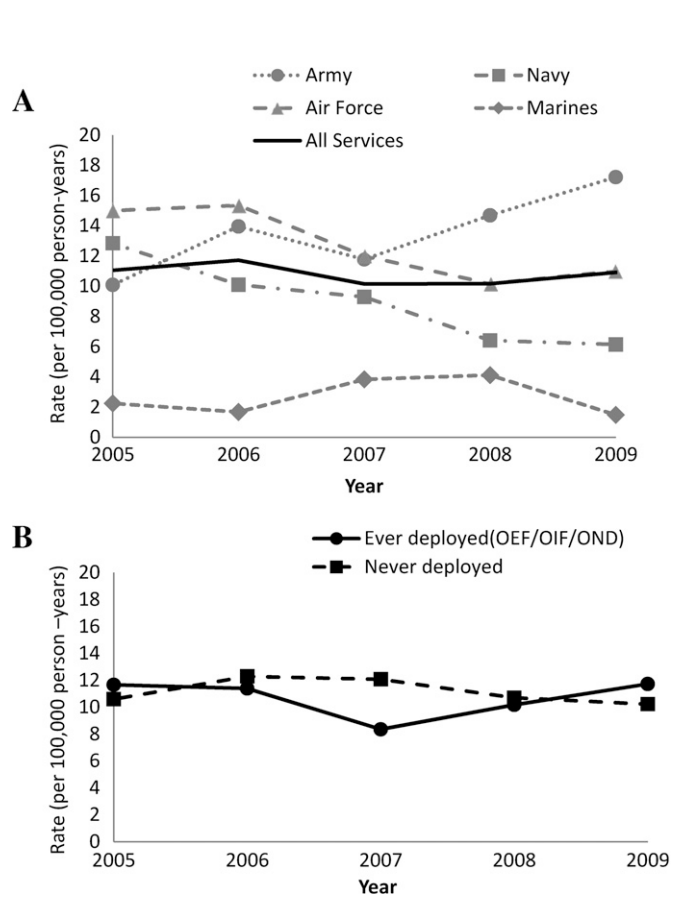 A
Army
Navy
Air Force
Marines
All Services
Rate (per 100,000 person-years)
20
18
16
14
12
10
8
6
4
2
0
2005 2006 2007 2008 2009
Year
B
Ever deployed(OEF/OIF/OND)
Never deployed
Rate (per 100,000 person –years)
20
18
16
14
12
10
8
6
4
2
0
2005 2006 2007 2008 2009
Year